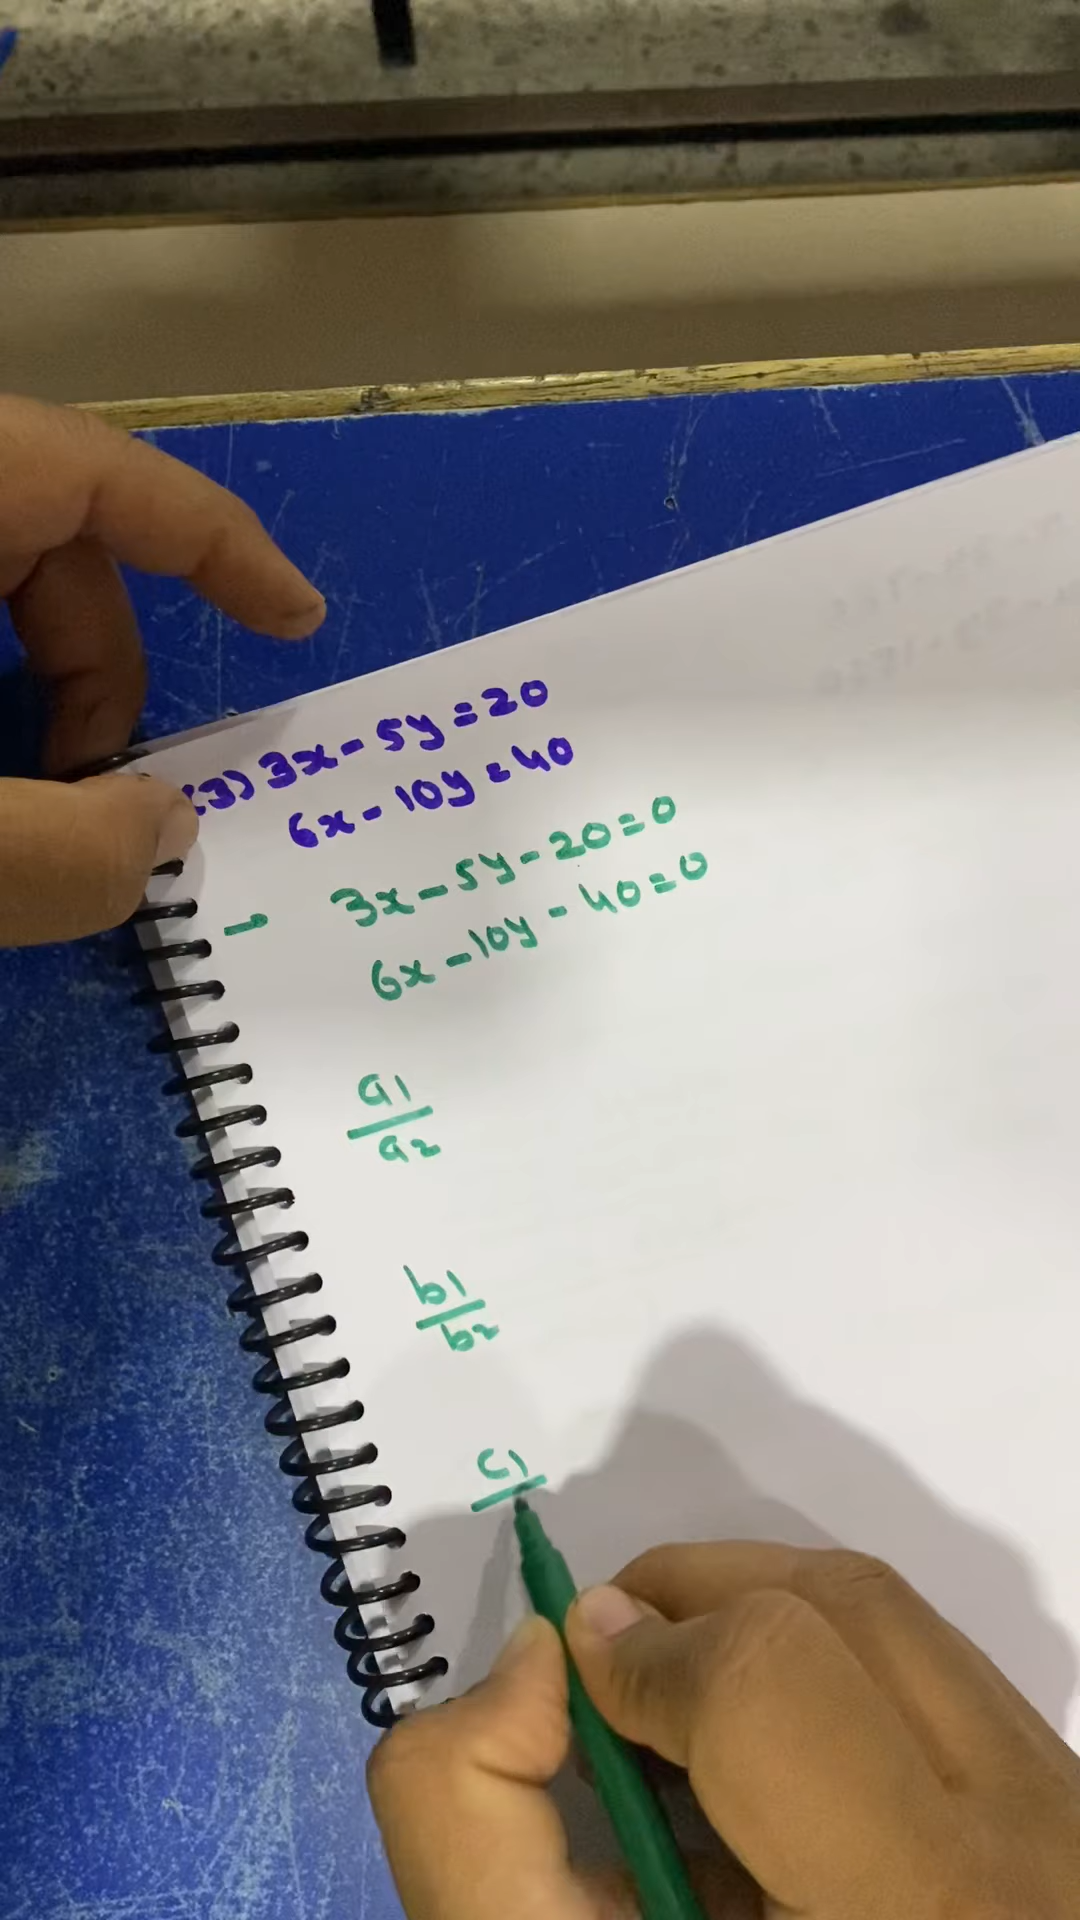 (3) 3x - 5y = 20
6x - 10y = 40
→ 3x - 5y - 20 = 0
6x - 10y - 40 = 0
a1
a2
b1
b2
c1